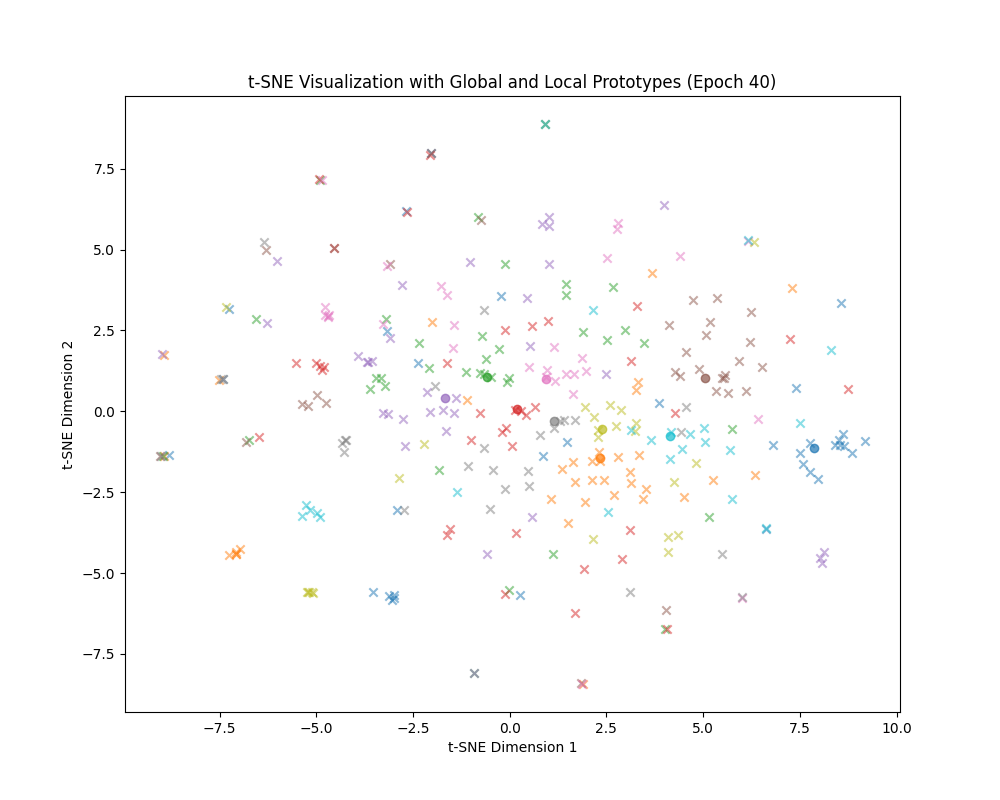 t-SNE Visualization with Global and Local Prototypes (Epoch 40)
7.5
5.0
2.5
0.0
−2.5
−5.0
−7.5
t-SNE Dimension 2
−7.5 −5.0 −2.5 0.0 2.5 5.0 7.5 10.0
t-SNE Dimension 1